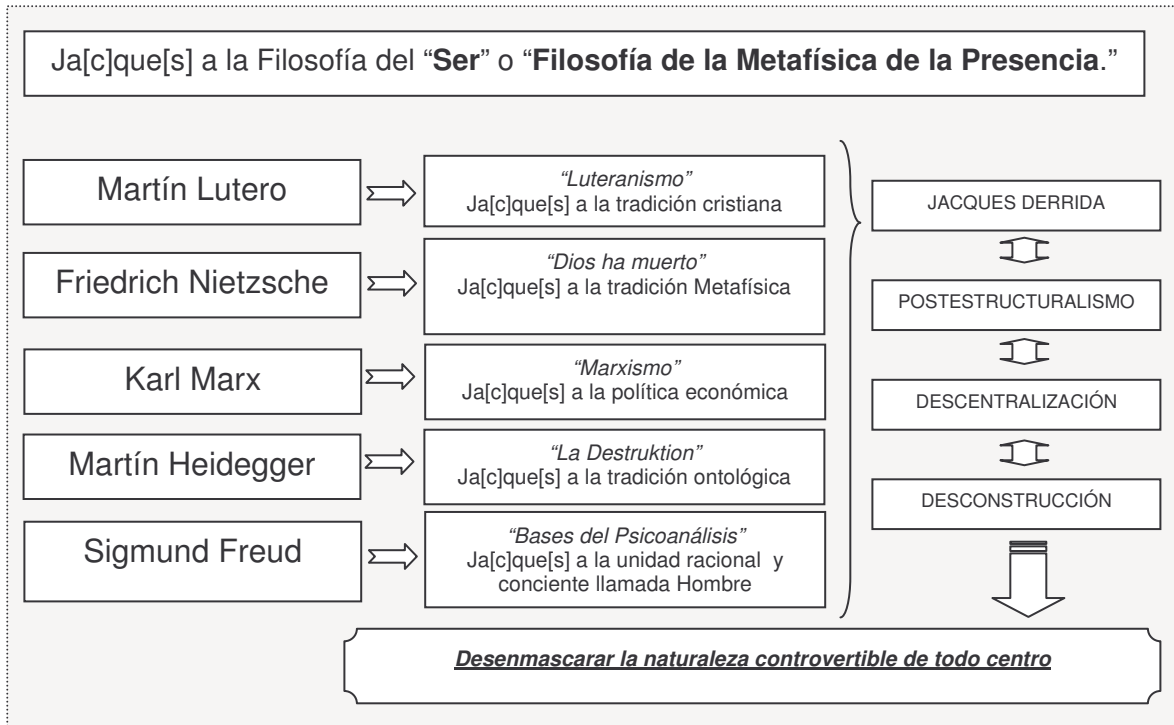 Ja[c]que[s] a la Filosofía del “Ser” o “Filosofía de la Metafísica de la Presencia.”
Martín Lutero
“Luteranismo”
Ja[c]que[s] a la tradición cristiana
Friedrich Nietzsche
“Dios ha muerto”
Ja[c]que[s] a la tradición Metafísica
Karl Marx
“Marxismo”
Ja[c]que[s] a la política económica
Martín Heidegger
“La Destruktion”
Ja[c]que[s] a la tradición ontológica
Sigmund Freud
“Bases del Psicoanálisis”
Ja[c]que[s] a la unidad racional y
conciente llamada Hombre
JACQUES DERRIDA
POSTESTRUCTURALISMO
DESCENTRALIZACIÓN
DESCONSTRUCCIÓN
Desenmascarar la naturaleza controvertible de todo centro